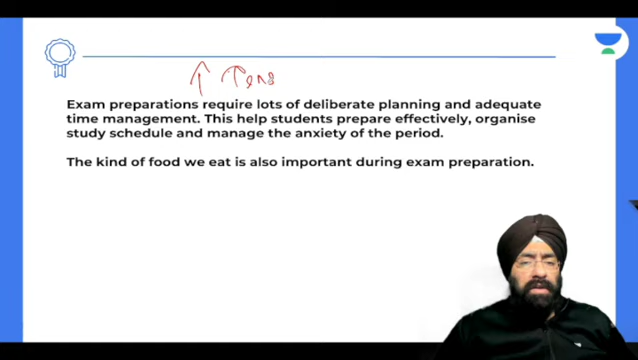 Exam preparations require lots of deliberate planning and adequate
time management. This help students prepare effectively, organise
study schedule and manage the anxiety of the period.
The kind of food we eat is also important during exam preparation.